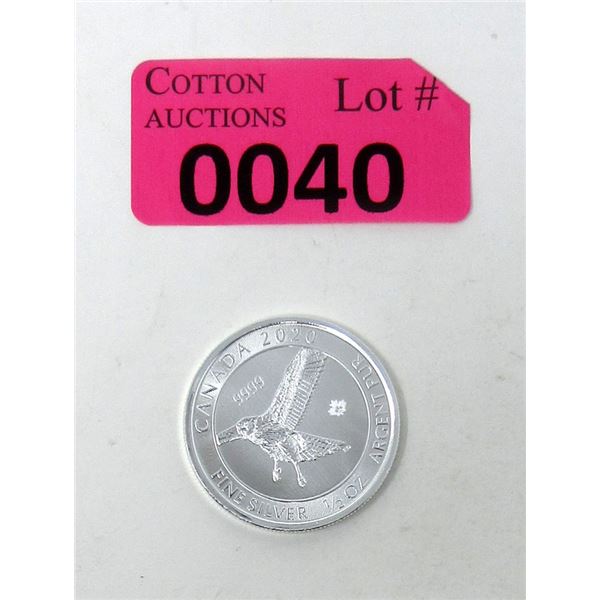 COTTON
AUCTIONS
Lot #
0040
CANADA 2020
9999
FINE SILVER 1/2 OZ ARGENT PUR